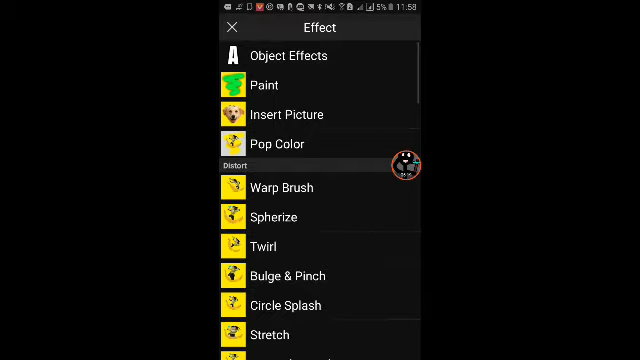 5% 11:58
Effect
Object Effects
Paint
Insert Picture
Pop Color
Distort
Warp Brush
Spherize
Twirl
Bulge & Pinch
Circle Splash
Stretch